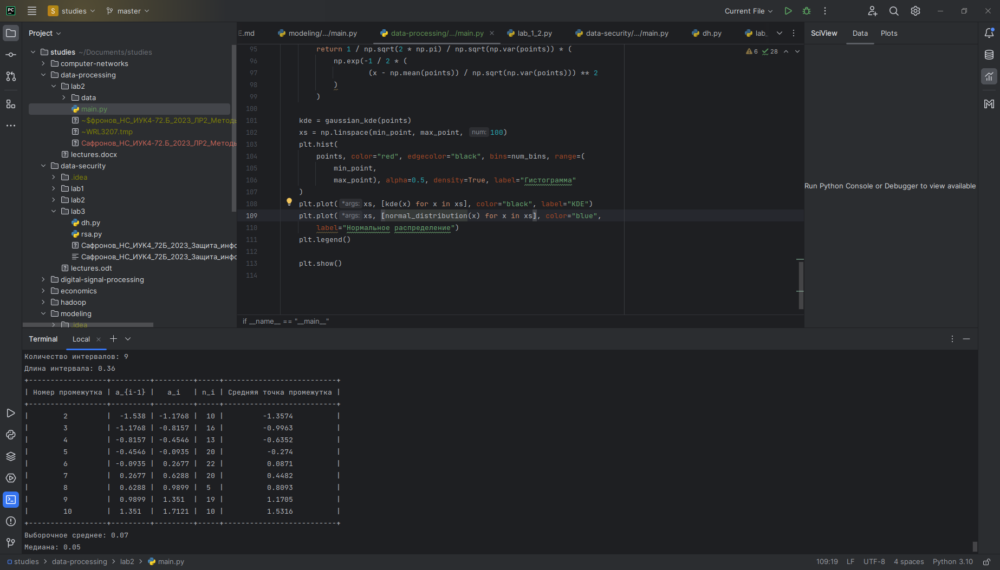 PC
S studies
master
Current File
Project
studies ~/Documents/studies
computer-networks
data-processing
lab2
data
main.py
~$фронов_НС_ИУК4-72.Б_2023_ЛР2_Методы
~WRL3207.tmp
Сафронов_НС_ИУК4-72.Б_2023_ЛР2_Методы
lectures.docx
data-security
.idea
lab1
lab2
lab3
dh.py
rsa.py
Сафронов_НС_ИУК4_72Б_2023_Защита_инфо
Сафронов_НС_ИУК4_72Б_2023_Защита_инфо
lectures.odt
digital-signal-processing
economics
hadoop
modeling
.idea
E.md
modeling/.../main.py
data-processing/.../main.py
lab_1_2.py
data-security/.../main.py
dh.py
lab_
6 28
95 return 1 / np.sqrt(2 * np.pi) / np.sqrt(np.var(points)) * (
96 np.exp(-1 / 2 * (
97 (x - np.mean(points)) / np.sqrt(np.var(points))) ** 2
98 )
99 )
100
101 kde = gaussian_kde(points)
102 xs = np.linspace(min_point, max_point, num: 100)
103 plt.hist(
104 points, color="red", edgecolor="black", bins=num_bins, range=(
105 min_point,
106 max_point), alpha=0.5, density=True, label="Гистограмма"
107 )
108 plt.plot( *args: xs, [kde(x) for x in xs], color="black", label="KDE")
109 plt.plot( *args: xs, [normal_distribution(x) for x in xs], color="blue",
110 label="Нормальное распределение")
111 plt.legend()
112
113 plt.show()
114
if __name__ == "__main__"
SciView
Data
Plots
Run Python Console or Debugger to view available
Terminal
Local
Количество интервалов: 9
Длина интервала: 0.36
+------------------+---------+---------+-----+--------------------------+
| Номер промежутка | a_{i-1} | a_i | n_i | Средняя точка промежутка |
+------------------+---------+---------+-----+--------------------------+
| 2 | -1.538 | -1.1768 | 10 | -1.3574 |
| 3 | -1.1768 | -0.8157 | 16 | -0.9963 |
| 4 | -0.8157 | -0.4546 | 13 | -0.6352 |
| 5 | -0.4546 | -0.0935 | 20 | -0.274 |
| 6 | -0.0935 | 0.2677 | 22 | 0.0871 |
| 7 | 0.2677 | 0.6288 | 20 | 0.4482 |
| 8 | 0.6288 | 0.9899 | 5 | 0.8093 |
| 9 | 0.9899 | 1.351 | 19 | 1.1705 |
| 10 | 1.351 | 1.7121 | 10 | 1.5316 |
+------------------+---------+---------+-----+--------------------------+
Выборочное среднее: 0.07
Медиана: 0.05
studies > data-processing > lab2 > main.py
109:19 LF UTF-8 4 spaces Python 3.10